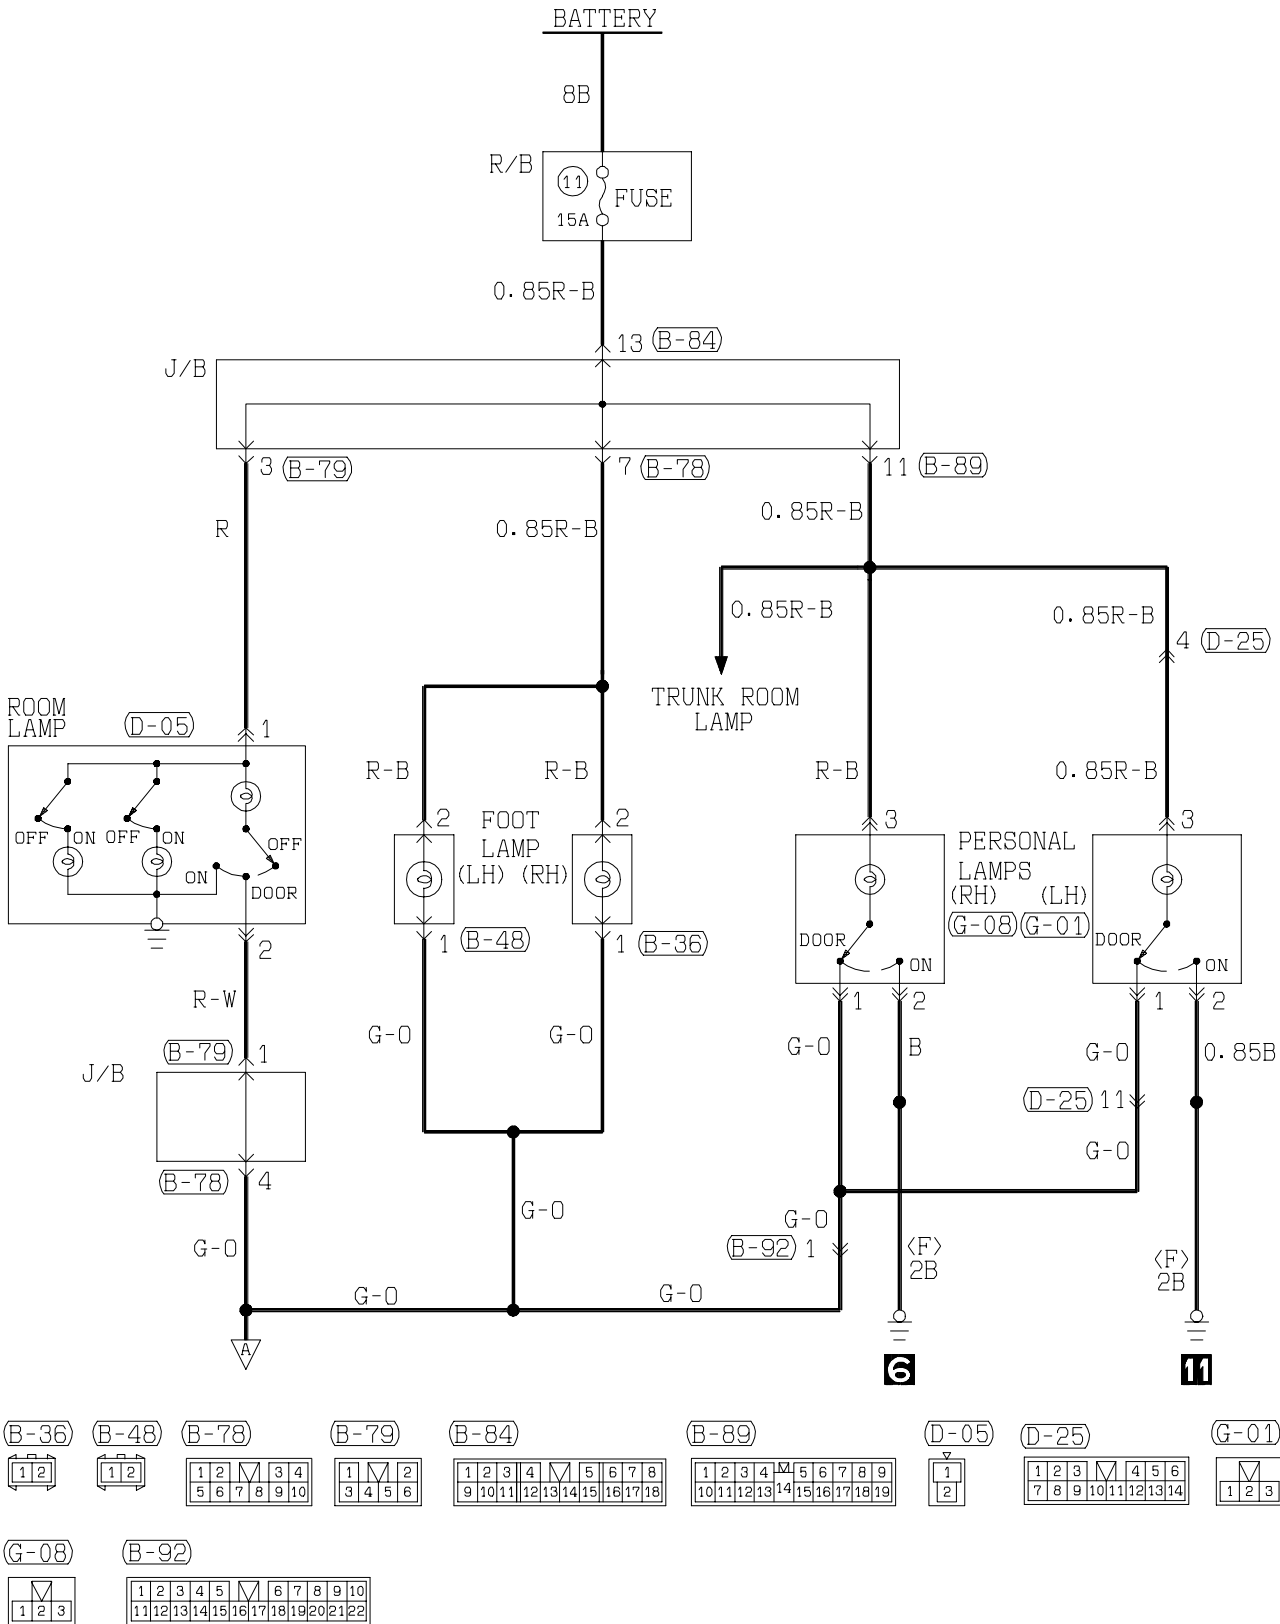 BATTERY
8B
R/B
11
FUSE
15A
0.85R-B
13 (B-84)
J/B
3 (B-79)
7 (B-78)
11 (B-89)
R
0.85R-B
0.85R-B
0.85R-B
0.85R-B
4 (D-25)
TRUNK ROOM
LAMP
ROOM
LAMP
(D-05)
1
R-B
R-B
R-B
0.85R-B
OFF
ON
OFF
ON
OFF
ON
DOOR
2
FOOT
LAMP
(LH) (RH)
2
3
PERSONAL
LAMPS
(RH) (LH)
(G-08) (G-01)
3
DOOR
ON
DOOR
ON
2
1 (B-48)
1 (B-36)
1
2
1
2
R-W
G-O
G-O
G-O
B
G-O
0.85B
(B-79) 1
J/B
(D-25) 11
G-O
(B-78) 4
G-O
G-O
G-O
(B-92) 1
<F>
2B
<F>
2B
G-O
G-O
A
6
11
(B-36) (B-48) (B-78) (B-79) (B-84) (B-89) (D-05) (D-25) (G-01)
1 2
1 2
1 2 3 4
5 6 7 8 9 10
1 2
3 4 5 6
1 2 3 4 5 6 7 8
9 10 11 12 13 14 15 16 17 18
1 2 3 4 5 6 7 8 9
10 11 12 13 14 15 16 17 18 19
1
2
1 2 3 4 5 6
7 8 9 10 11 12 13 14
1 2 3
(G-08) (B-92)
1 2 3
1 2 3 4 5 6 7 8 9 10
11 12 13 14 15 16 17 18 19 20 21 22